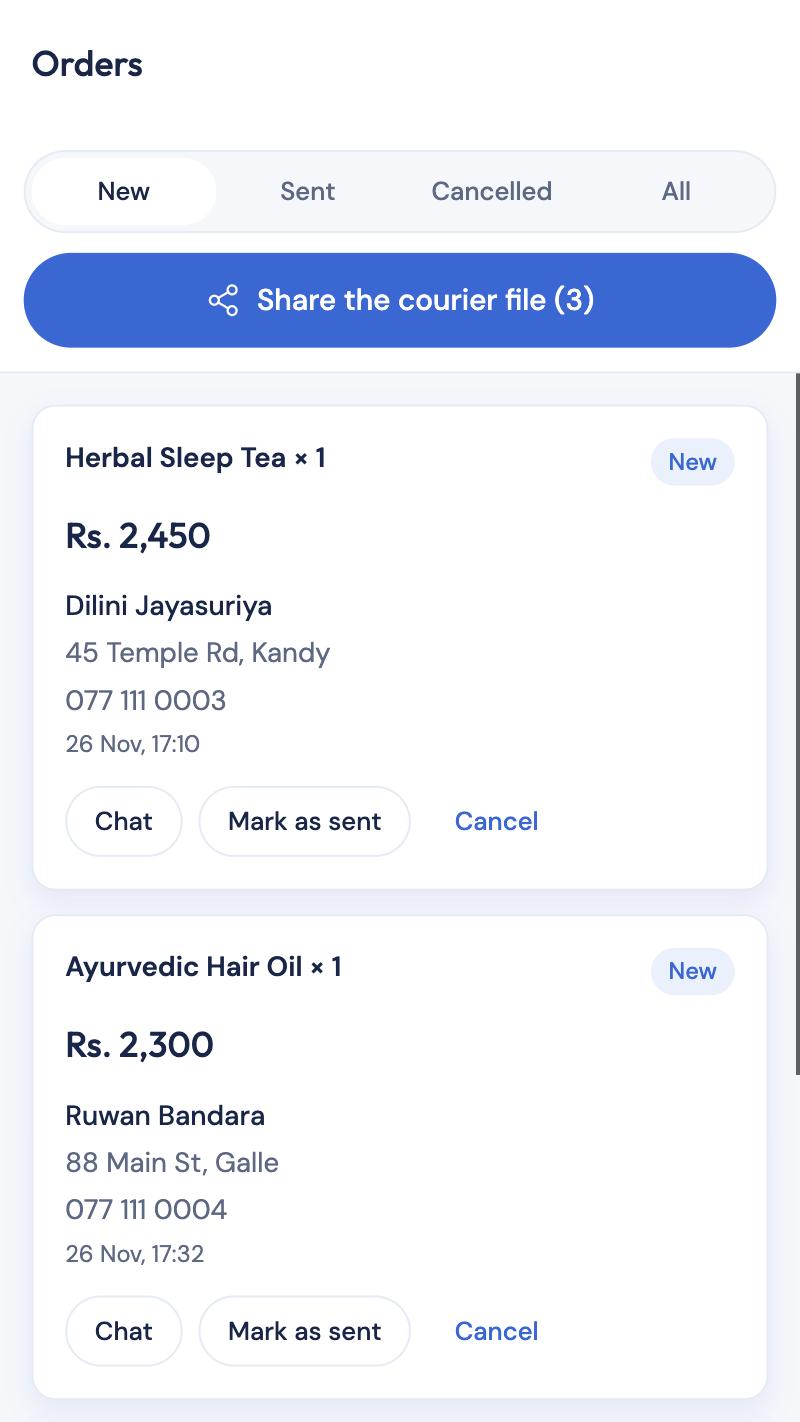 Orders
New
Sent
Cancelled
All
Share the courier file (3)
Herbal Sleep Tea × 1
New
Rs. 2,450
Dilini Jayasuriya
45 Temple Rd, Kandy
077 111 0003
26 Nov, 17:10
Chat
Mark as sent
Cancel
Ayurvedic Hair Oil × 1
New
Rs. 2,300
Ruwan Bandara
88 Main St, Galle
077 111 0004
26 Nov, 17:32
Chat
Mark as sent
Cancel